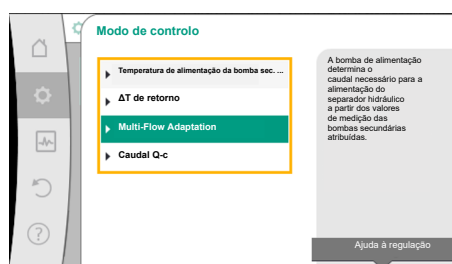 Modo de controlo
Temperatura de alimentação da bomba sec. ...
ΔT de retorno
Multi-Flow Adaptation
Caudal Q-c
A bomba de alimentação
determina o
caudal necessário para a
alimentação do
separador hidráulico
a partir dos valores
de medição das
bombas secundárias
atribuídas.
Ajuda à regulação